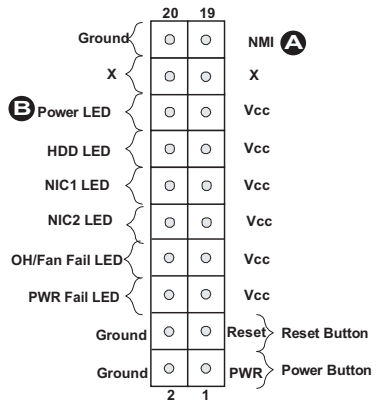 20 19
Ground NMI A
X X
B Power LED Vcc
HDD LED Vcc
NIC1 LED Vcc
NIC2 LED Vcc
OH/Fan Fail LED Vcc
PWR Fail LED Vcc
Ground Reset Reset Button
Ground PWR Power Button
2 1